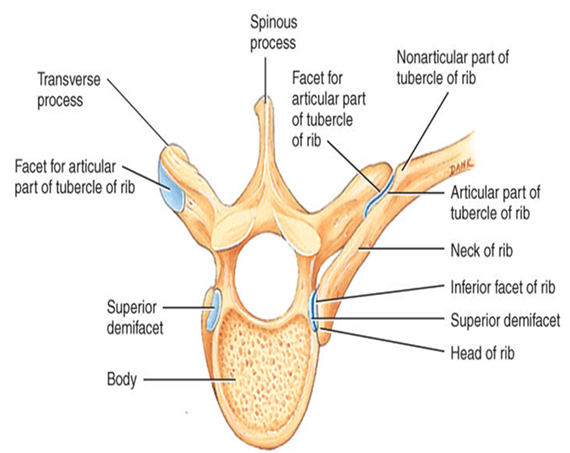 Spinous
process
Nonarticular part of
tubercle of rib
Transverse
process
Facet for
articular part
of tubercle
of rib
Facet for articular
part of tubercle of rib
DANK
Articular part of
tubercle of rib
Neck of rib
Inferior facet of rib
Superior
demifacet
Superior demifacet
Head of rib
Body